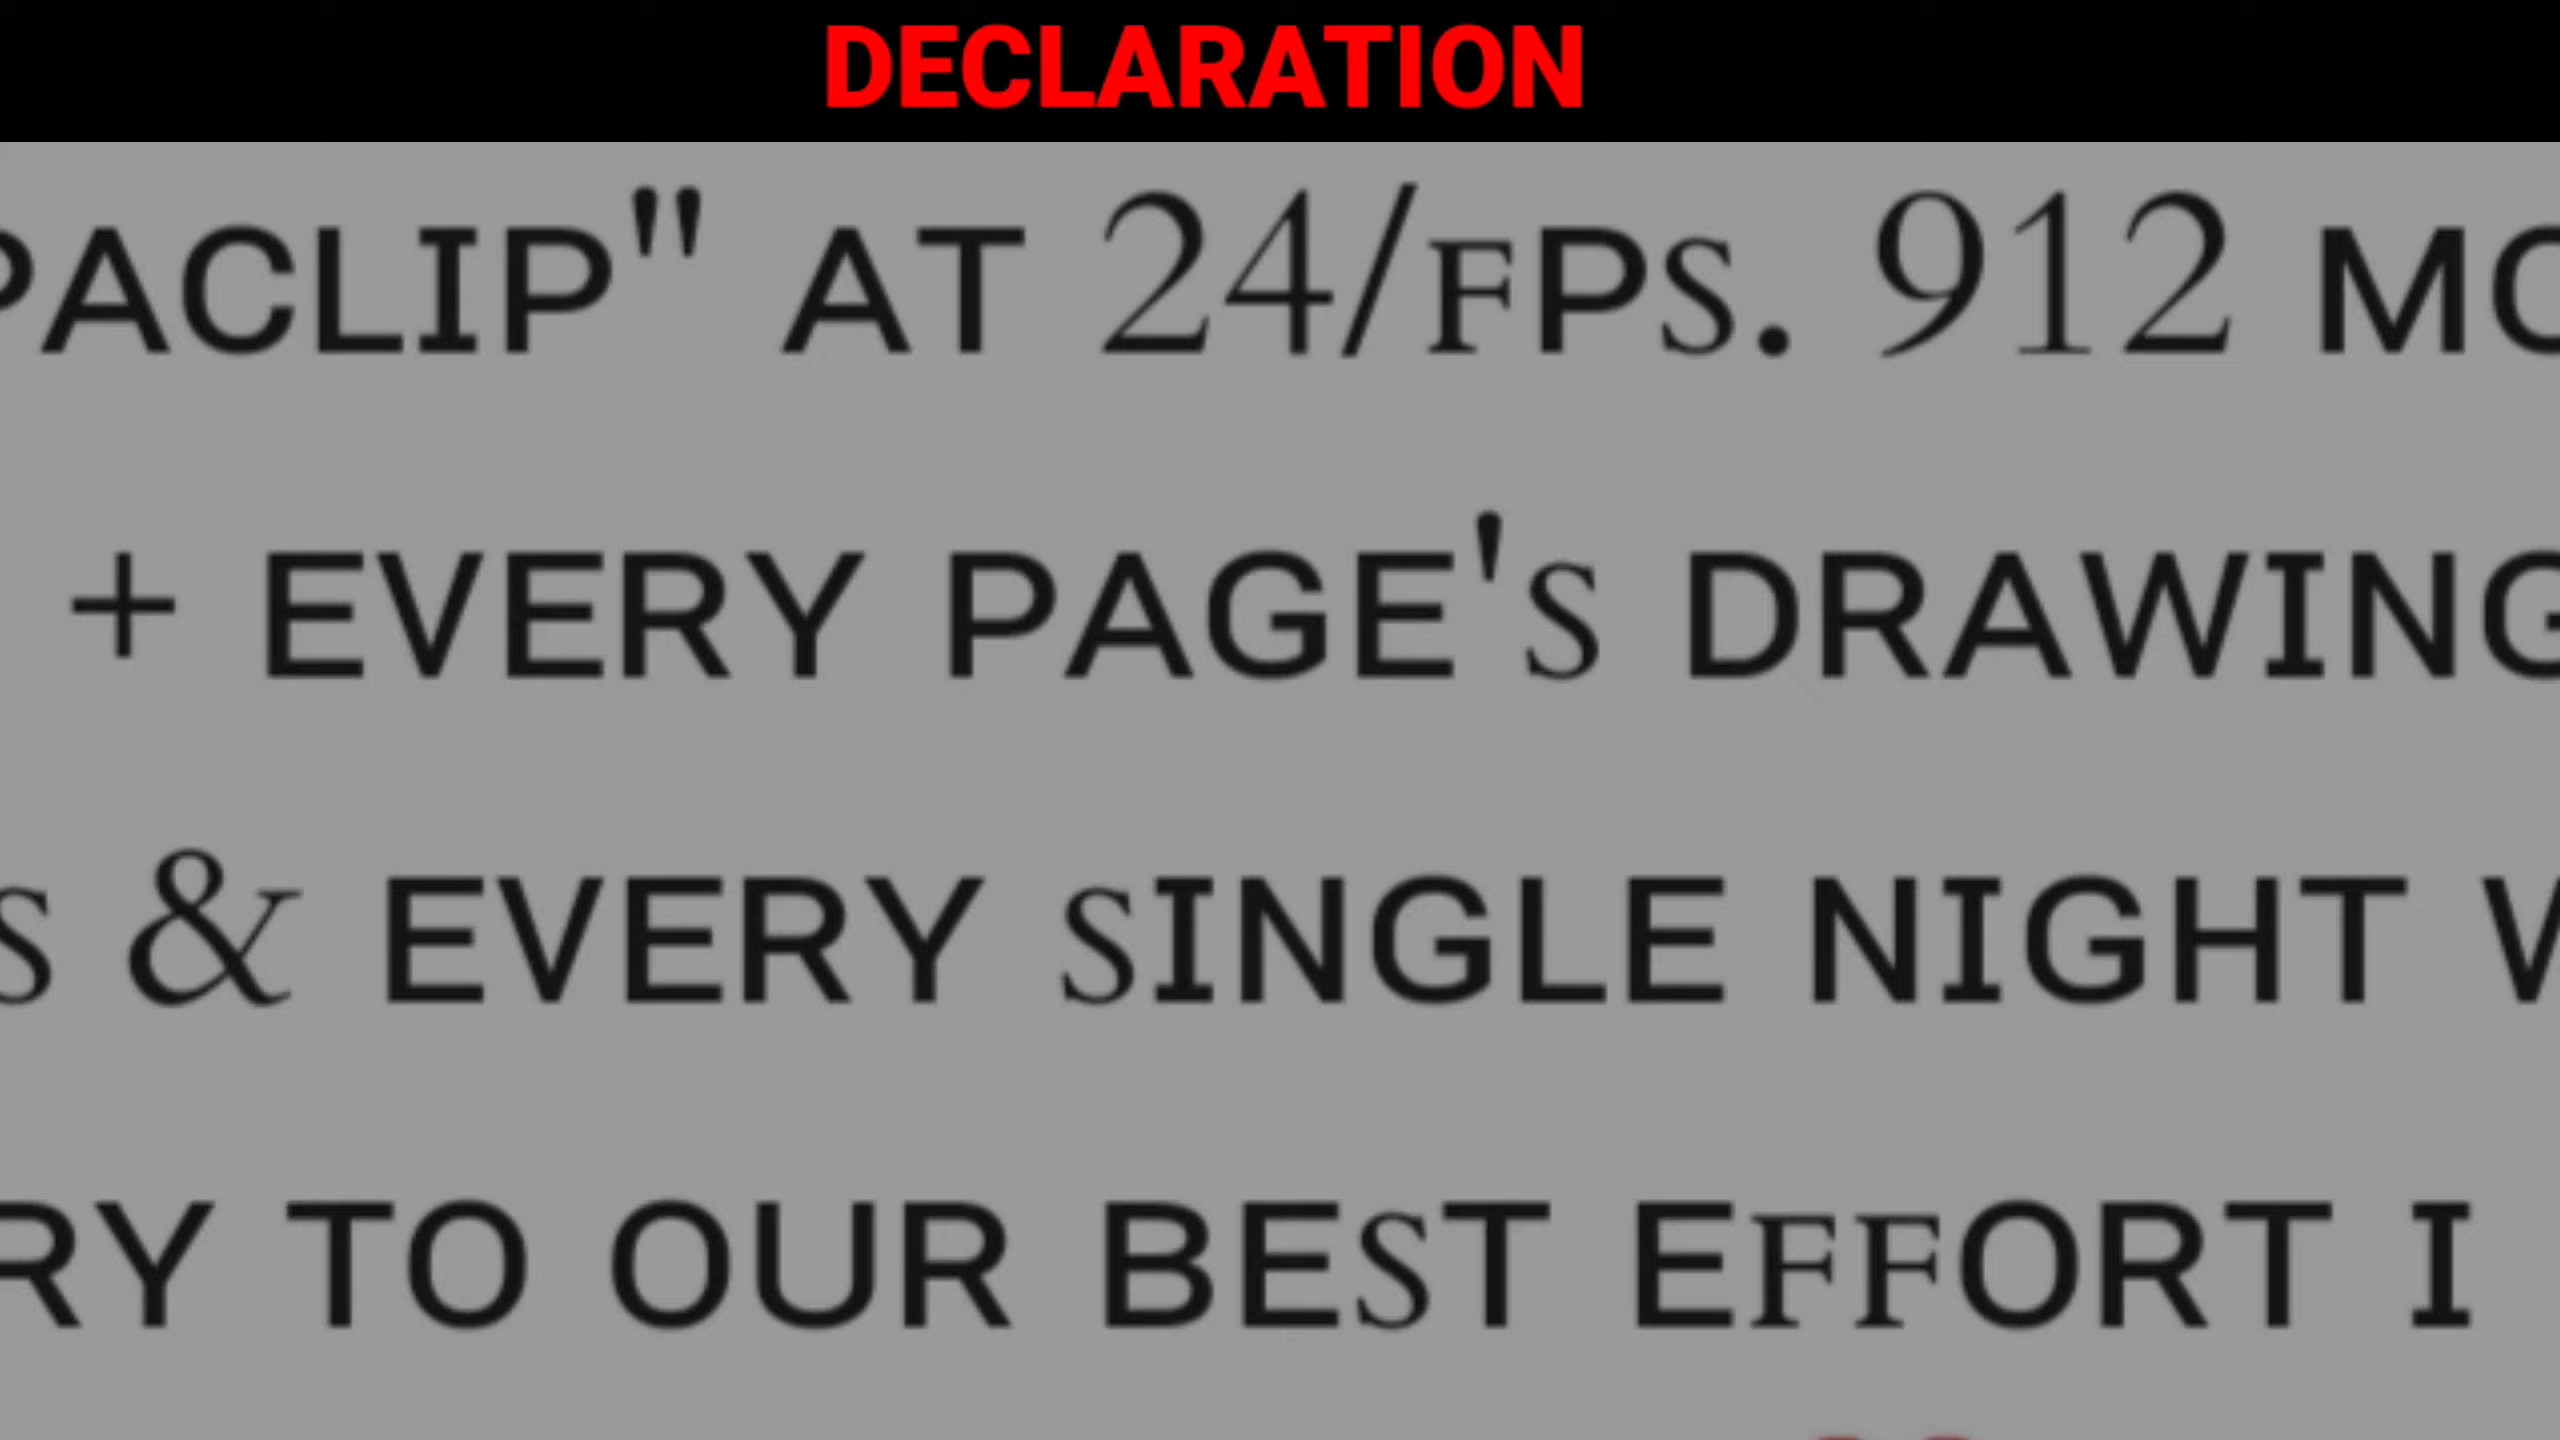 DECLARATION
PACLIP" AT 24/FPS. 912 MO
+ EVERY PAGE'S DRAWING
S & EVERY SINGLE NIGHT W
RY TO OUR BEST EFFORT I